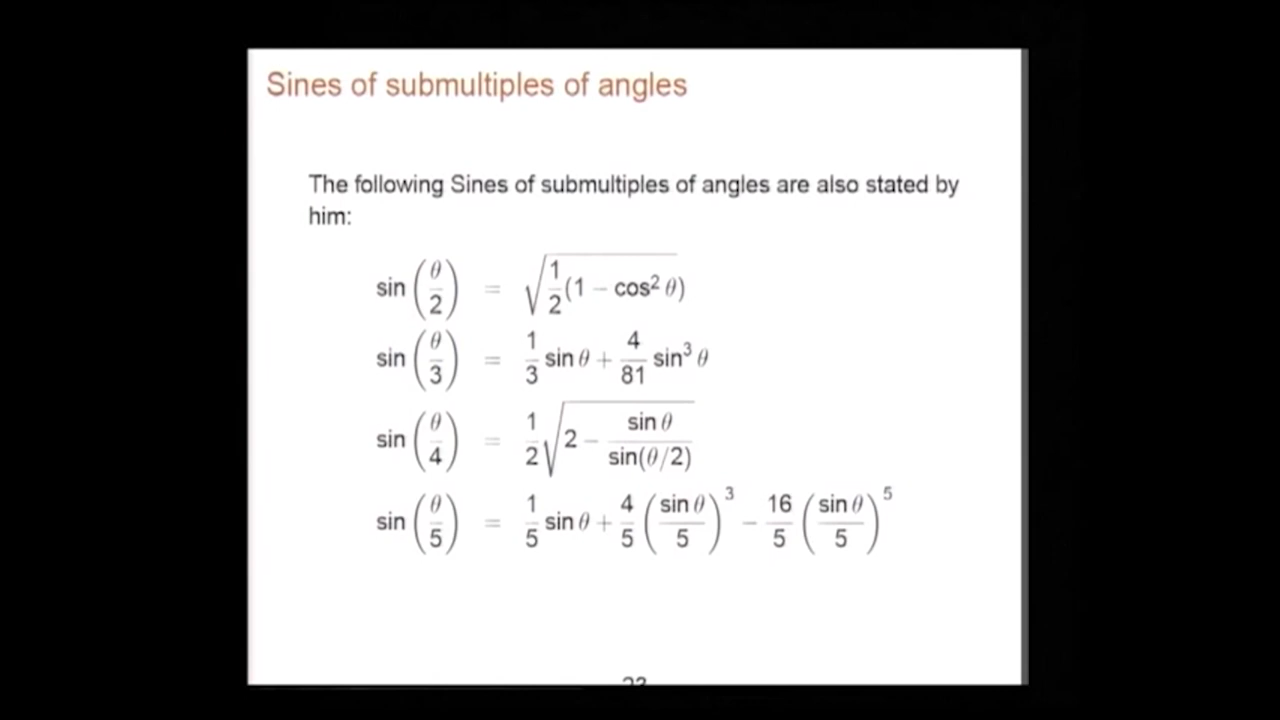 Sines of submultiples of angles
The following Sines of submultiples of angles are also stated by
him:
sin (θ/2) = √(1/2 (1 − cos² θ))
sin (θ/3) = 1/3 sin θ + 4/81 sin³ θ
sin (θ/4) = 1/2 √(2 − sin θ / sin(θ/2))
sin (θ/5) = 1/5 sin θ + 4/5 (sin θ / 5)³ − 16/5 (sin θ / 5)⁵